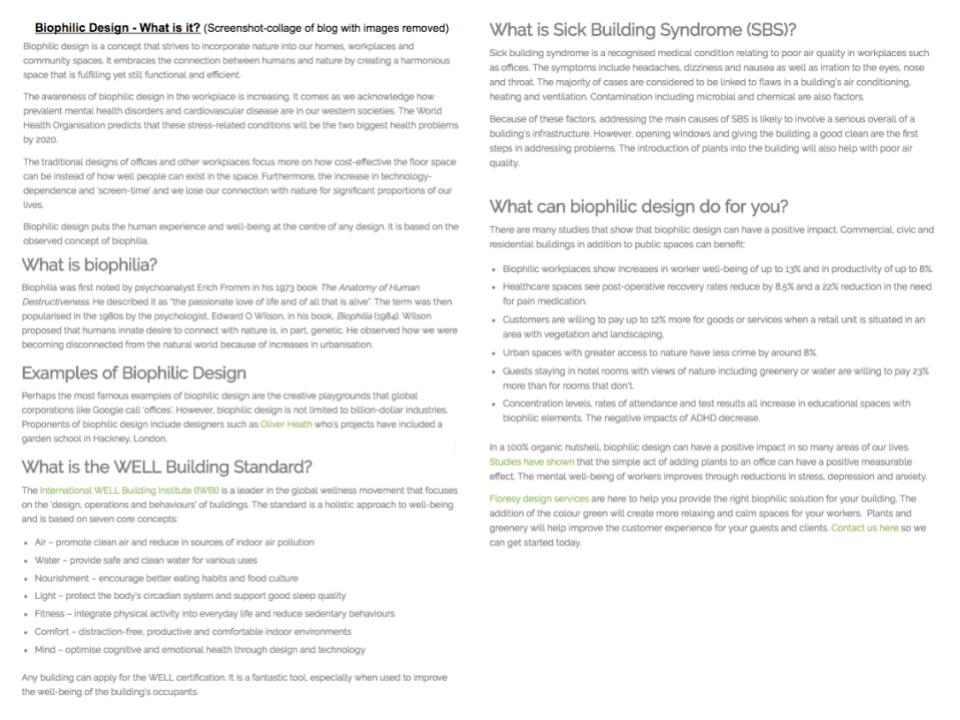 Biophilic Design - What is it? (Screenshot-collage of blog with images removed)
Biophilic design is a concept that strives to incorporate nature into our homes, workplaces and
community spaces. It embraces the connection between humans and nature by creating a harmonious
space that is fulfilling yet still functional and efficient.
The awareness of biophilic design in the workplace is increasing. It comes as we acknowledge how
prevalent mental health disorders and cardiovascular disease are in our western societies. The World
Health Organisation predicts that these stress-related conditions will be the two biggest health problems
by 2020.
The traditional designs of offices and other workplaces focus more on how cost-effective the floor space
can be instead of how well people can exist in the space. Furthermore, the increase in technology-
dependence and 'screen-time' and we lose our connection with nature for significant proportions of our
lives.
Biophilic design puts the human experience and well-being at the centre of any design. It is based on the
observed concept of biophilia.
What is biophilia?
Biophilia was first noted by psychoanalyst Erich Fromm in his 1973 book The Anatomy of Human
Destructiveness. He described it as "the passionate love of life and of all that is alive". The term was then
popularised in the 1980s by the psychologist, Edward O Wilson, in his book, Biophilia (1984). Wilson
proposed that humans innate desire to connect with nature is, in part, genetic. He observed how we were
becoming disconnected from the natural world because of increases in urbanisation.
Examples of Biophilic Design
Perhaps the most famous examples of biophilic design are the creative playgrounds that global
corporations like Google call 'offices'. However, biophilic design is not limited to billion-dollar industries.
Proponents of biophilic design include designers such as Oliver Heath who's projects have included a
garden school in Hackney, London.
What is the WELL Building Standard?
The International WELL Building Institute (IWBI) is a leader in the global wellness movement that focuses
on the 'design, operations and behaviours' of buildings. The standard is a holistic approach to well-being
and is based on seven core concepts:
• Air – promote clean air and reduce in sources of indoor air pollution
• Water – provide safe and clean water for various uses
• Nourishment – encourage better eating habits and food culture
• Light – protect the body's circadian system and support good sleep quality
• Fitness – integrate physical activity into everyday life and reduce sedentary behaviours
• Comfort – distraction-free, productive and comfortable indoor environments
• Mind – optimise cognitive and emotional health through design and technology
Any building can apply for the WELL certification. It is a fantastic tool, especially when used to improve
the well-being of the building's occupants.
What is Sick Building Syndrome (SBS)?
Sick building syndrome is a recognised medical condition relating to poor air quality in workplaces such
as offices. The symptoms include headaches, dizziness and nausea as well as irration to the eyes, nose
and throat. The majority of cases are considered to be linked to flaws in a building's air conditioning,
heating and ventilation. Contamination including microbial and chemical are also factors.
Because of these factors, addressing the main causes of SBS is likely to involve a serious overall of a
building's infrastructure. However, opening windows and giving the building a good clean are the first
steps in addressing problems. The introduction of plants into the building will also help with poor air
quality.
What can biophilic design do for you?
There are many studies that show that biophilic design can have a positive impact. Commercial, civic and
residential buildings in addition to public spaces can benefit:
• Biophilic workplaces show increases in worker well-being of up to 13% and in productivity of up to 8%.
• Healthcare spaces see post-operative recovery rates reduce by 8.5% and a 22% reduction in the need
for pain medication.
• Customers are willing to pay up to 12% more for goods or services when a retail unit is situated in an
area with vegetation and landscaping.
• Urban spaces with greater access to nature have less crime by around 8%.
• Guests staying in hotel rooms with views of nature including greenery or water are willing to pay 23%
more than for rooms that don't.
• Concentration levels, rates of attendance and test results all increase in educational spaces with
biophilic elements. The negative impacts of ADHD decrease.
In a 100% organic nutshell, biophilic design can have a positive impact in so many areas of our lives.
Studies have shown that the simple act of adding plants to an office can have a positive measurable
effect. The mental well-being of workers improves through reductions in stress, depression and anxiety.
Floresy design services are here to help you provide the right biophilic solution for your building. The
addition of the colour green will create more relaxing and calm spaces for your workers. Plants and
greenery will help improve the customer experience for your guests and clients. Contact us here so we
can get started today.